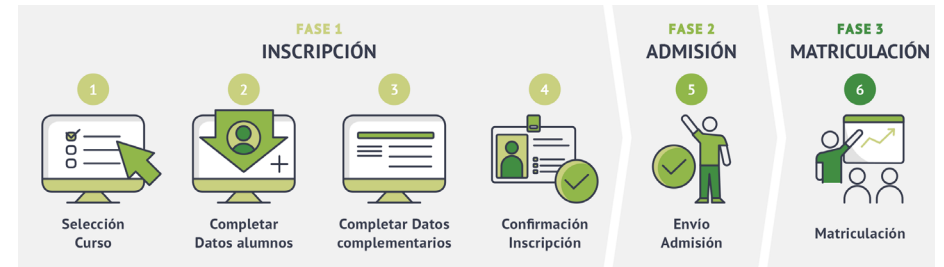 FASE 1
INSCRIPCIÓN
1
Selección
Curso
2
Completar
Datos alumnos
3
Completar Datos
complementarios
4
Confirmación
Inscripción
FASE 2
ADMISIÓN
5
Envío
Admisión
FASE 3
MATRICULACIÓN
6
Matriculación